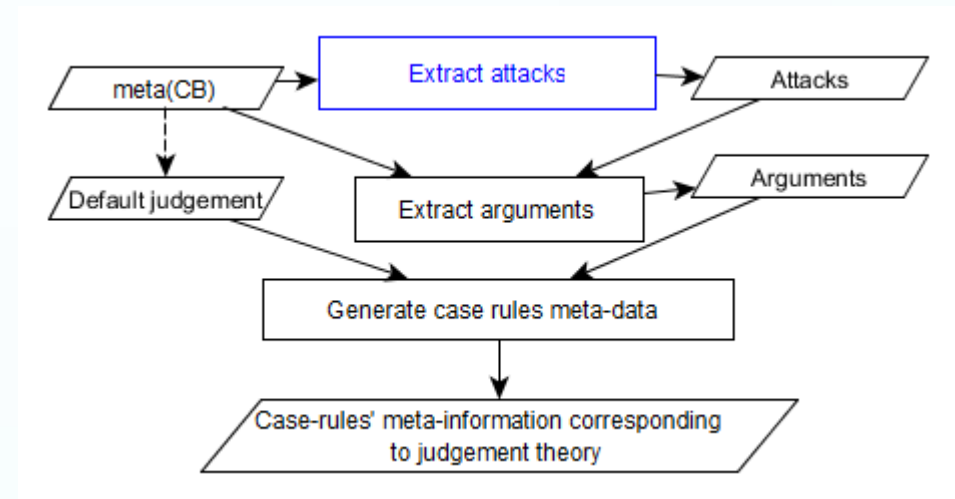 Extract attacks
meta(CB)
Attacks
Default judgement
Extract arguments
Arguments
Generate case rules meta-data
Case-rules' meta-information corresponding
to judgement theory